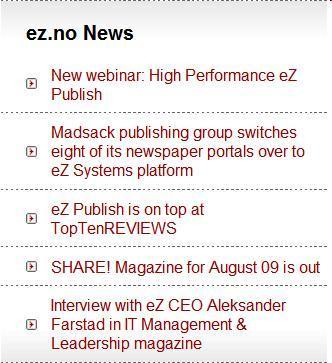 ez.no News
New webinar: High Performance eZ
Publish
Madsack publishing group switches
eight of its newspaper portals over to
eZ Systems platform
eZ Publish is on top at
TopTenREVIEWS
SHARE! Magazine for August 09 is out
Interview with eZ CEO Aleksander
Farstad in IT Management &
Leadership magazine